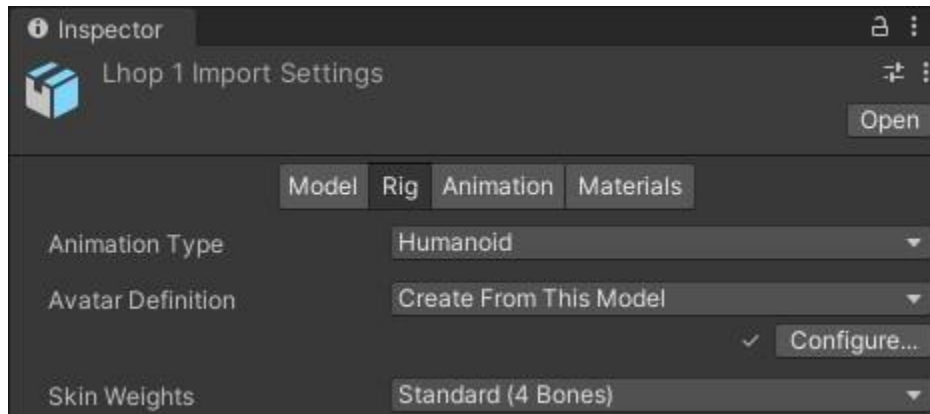 Inspector
Lhop 1 Import Settings
Open
Model Rig Animation Materials
Animation Type Humanoid
Avatar Definition Create From This Model
Configure...
Skin Weights Standard (4 Bones)